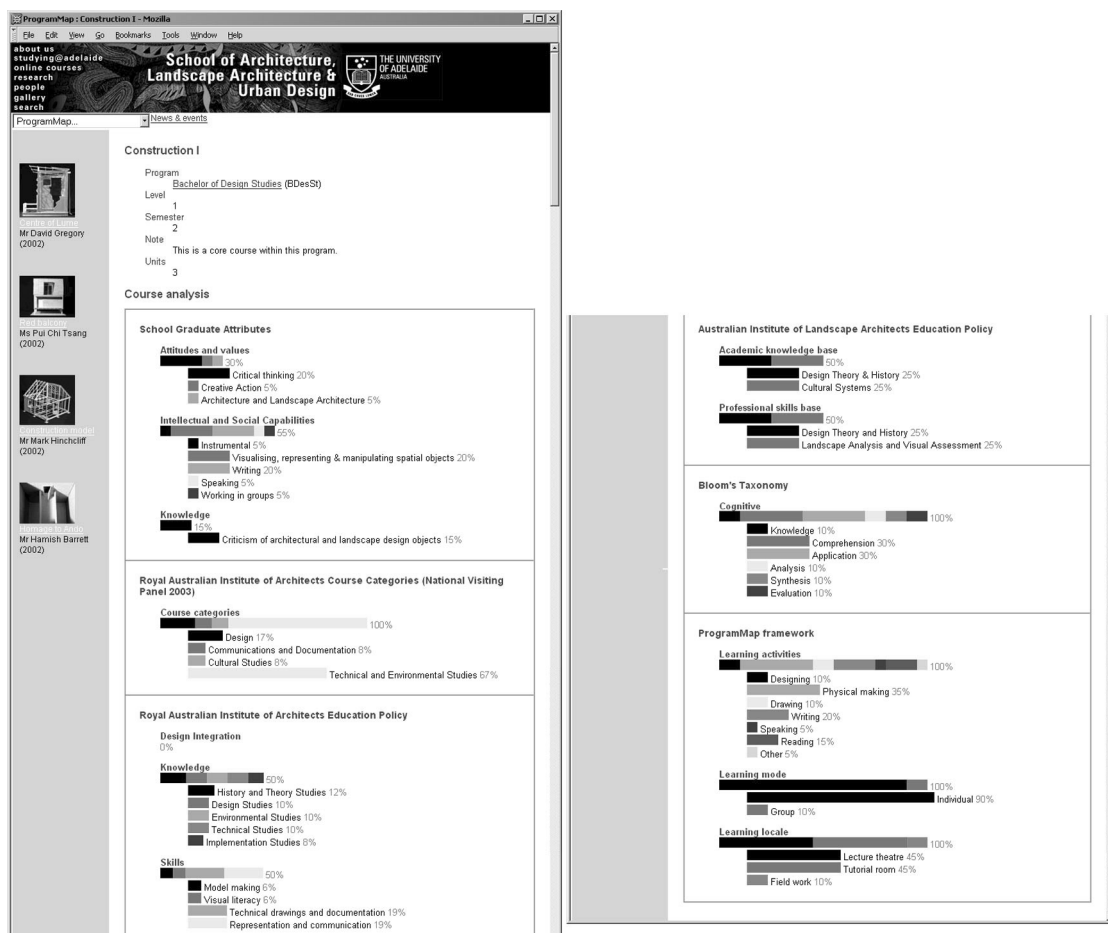 ProgramMap : Construction I - Mozilla
File Edit View Go Bookmarks Tools Window Help
about us
studying@adelaide
online courses
research
people
gallery
search
School of Architecture,
Landscape Architecture &
Urban Design
THE UNIVERSITY
OF ADELAIDE
AUSTRALIA
ProgramMap...
News & events
Centre of Lume
Mr David Gregory
(2002)
Red balcony
Ms Pui Chi Tsang
(2002)
Construction model
Mr Mark Hinchcliff
(2002)
Homage to Ando
Mr Hamish Barrett
(2002)
Construction I
Program
Bachelor of Design Studies (BDesSt)
Level
1
Semester
2
Note
This is a core course within this program.
Units
3
Course analysis
School Graduate Attributes
Attitudes and values
30%
Critical thinking 20%
Creative Action 5%
Architecture and Landscape Architecture 5%
Intellectual and Social Capabilities
55%
Instrumental 5%
Visualising, representing & manipulating spatial objects 20%
Writing 20%
Speaking 5%
Working in groups 5%
Knowledge
15%
Criticism of architectural and landscape design objects 15%
Royal Australian Institute of Architects Course Categories (National Visiting
Panel 2003)
Course categories
100%
Design 17%
Communications and Documentation 8%
Cultural Studies 8%
Technical and Environmental Studies 67%
Royal Australian Institute of Architects Education Policy
Design Integration
0%
Knowledge
50%
History and Theory Studies 12%
Design Studies 10%
Environmental Studies 10%
Technical Studies 10%
Implementation Studies 8%
Skills
50%
Model making 6%
Visual literacy 6%
Technical drawings and documentation 19%
Representation and communication 19%
Australian Institute of Landscape Architects Education Policy
Academic knowledge base
50%
Design Theory & History 25%
Cultural Systems 25%
Professional skills base
50%
Design Theory and History 25%
Landscape Analysis and Visual Assessment 25%
Bloom's Taxonomy
Cognitive
100%
Knowledge 10%
Comprehension 30%
Application 30%
Analysis 10%
Synthesis 10%
Evaluation 10%
ProgramMap framework
Learning activities
100%
Designing 10%
Physical making 35%
Drawing 10%
Writing 20%
Speaking 5%
Reading 15%
Other 5%
Learning mode
100%
Individual 90%
Group 10%
Learning locale
100%
Lecture theatre 45%
Tutorial room 45%
Field work 10%